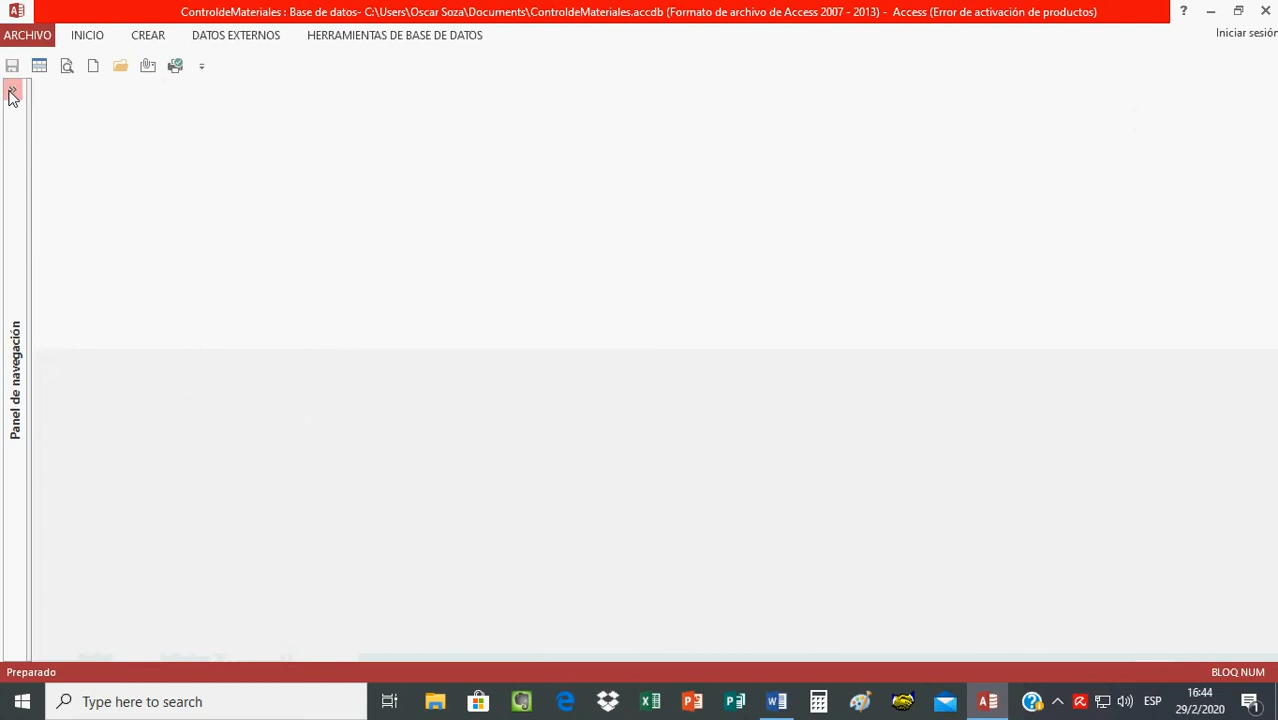 ControldeMateriales : Base de datos- C:\Users\Oscar Soza\Documents\ControldeMateriales.accdb (Formato de archivo de Access 2007 - 2013) - Access (Error de activación de productos)
ARCHIVO INICIO CREAR DATOS EXTERNOS HERRAMIENTAS DE BASE DE DATOS Iniciar sesión
Panel de navegación
Preparado BLOQ NUM
Type here to search
ESP
16:44
29/2/2020